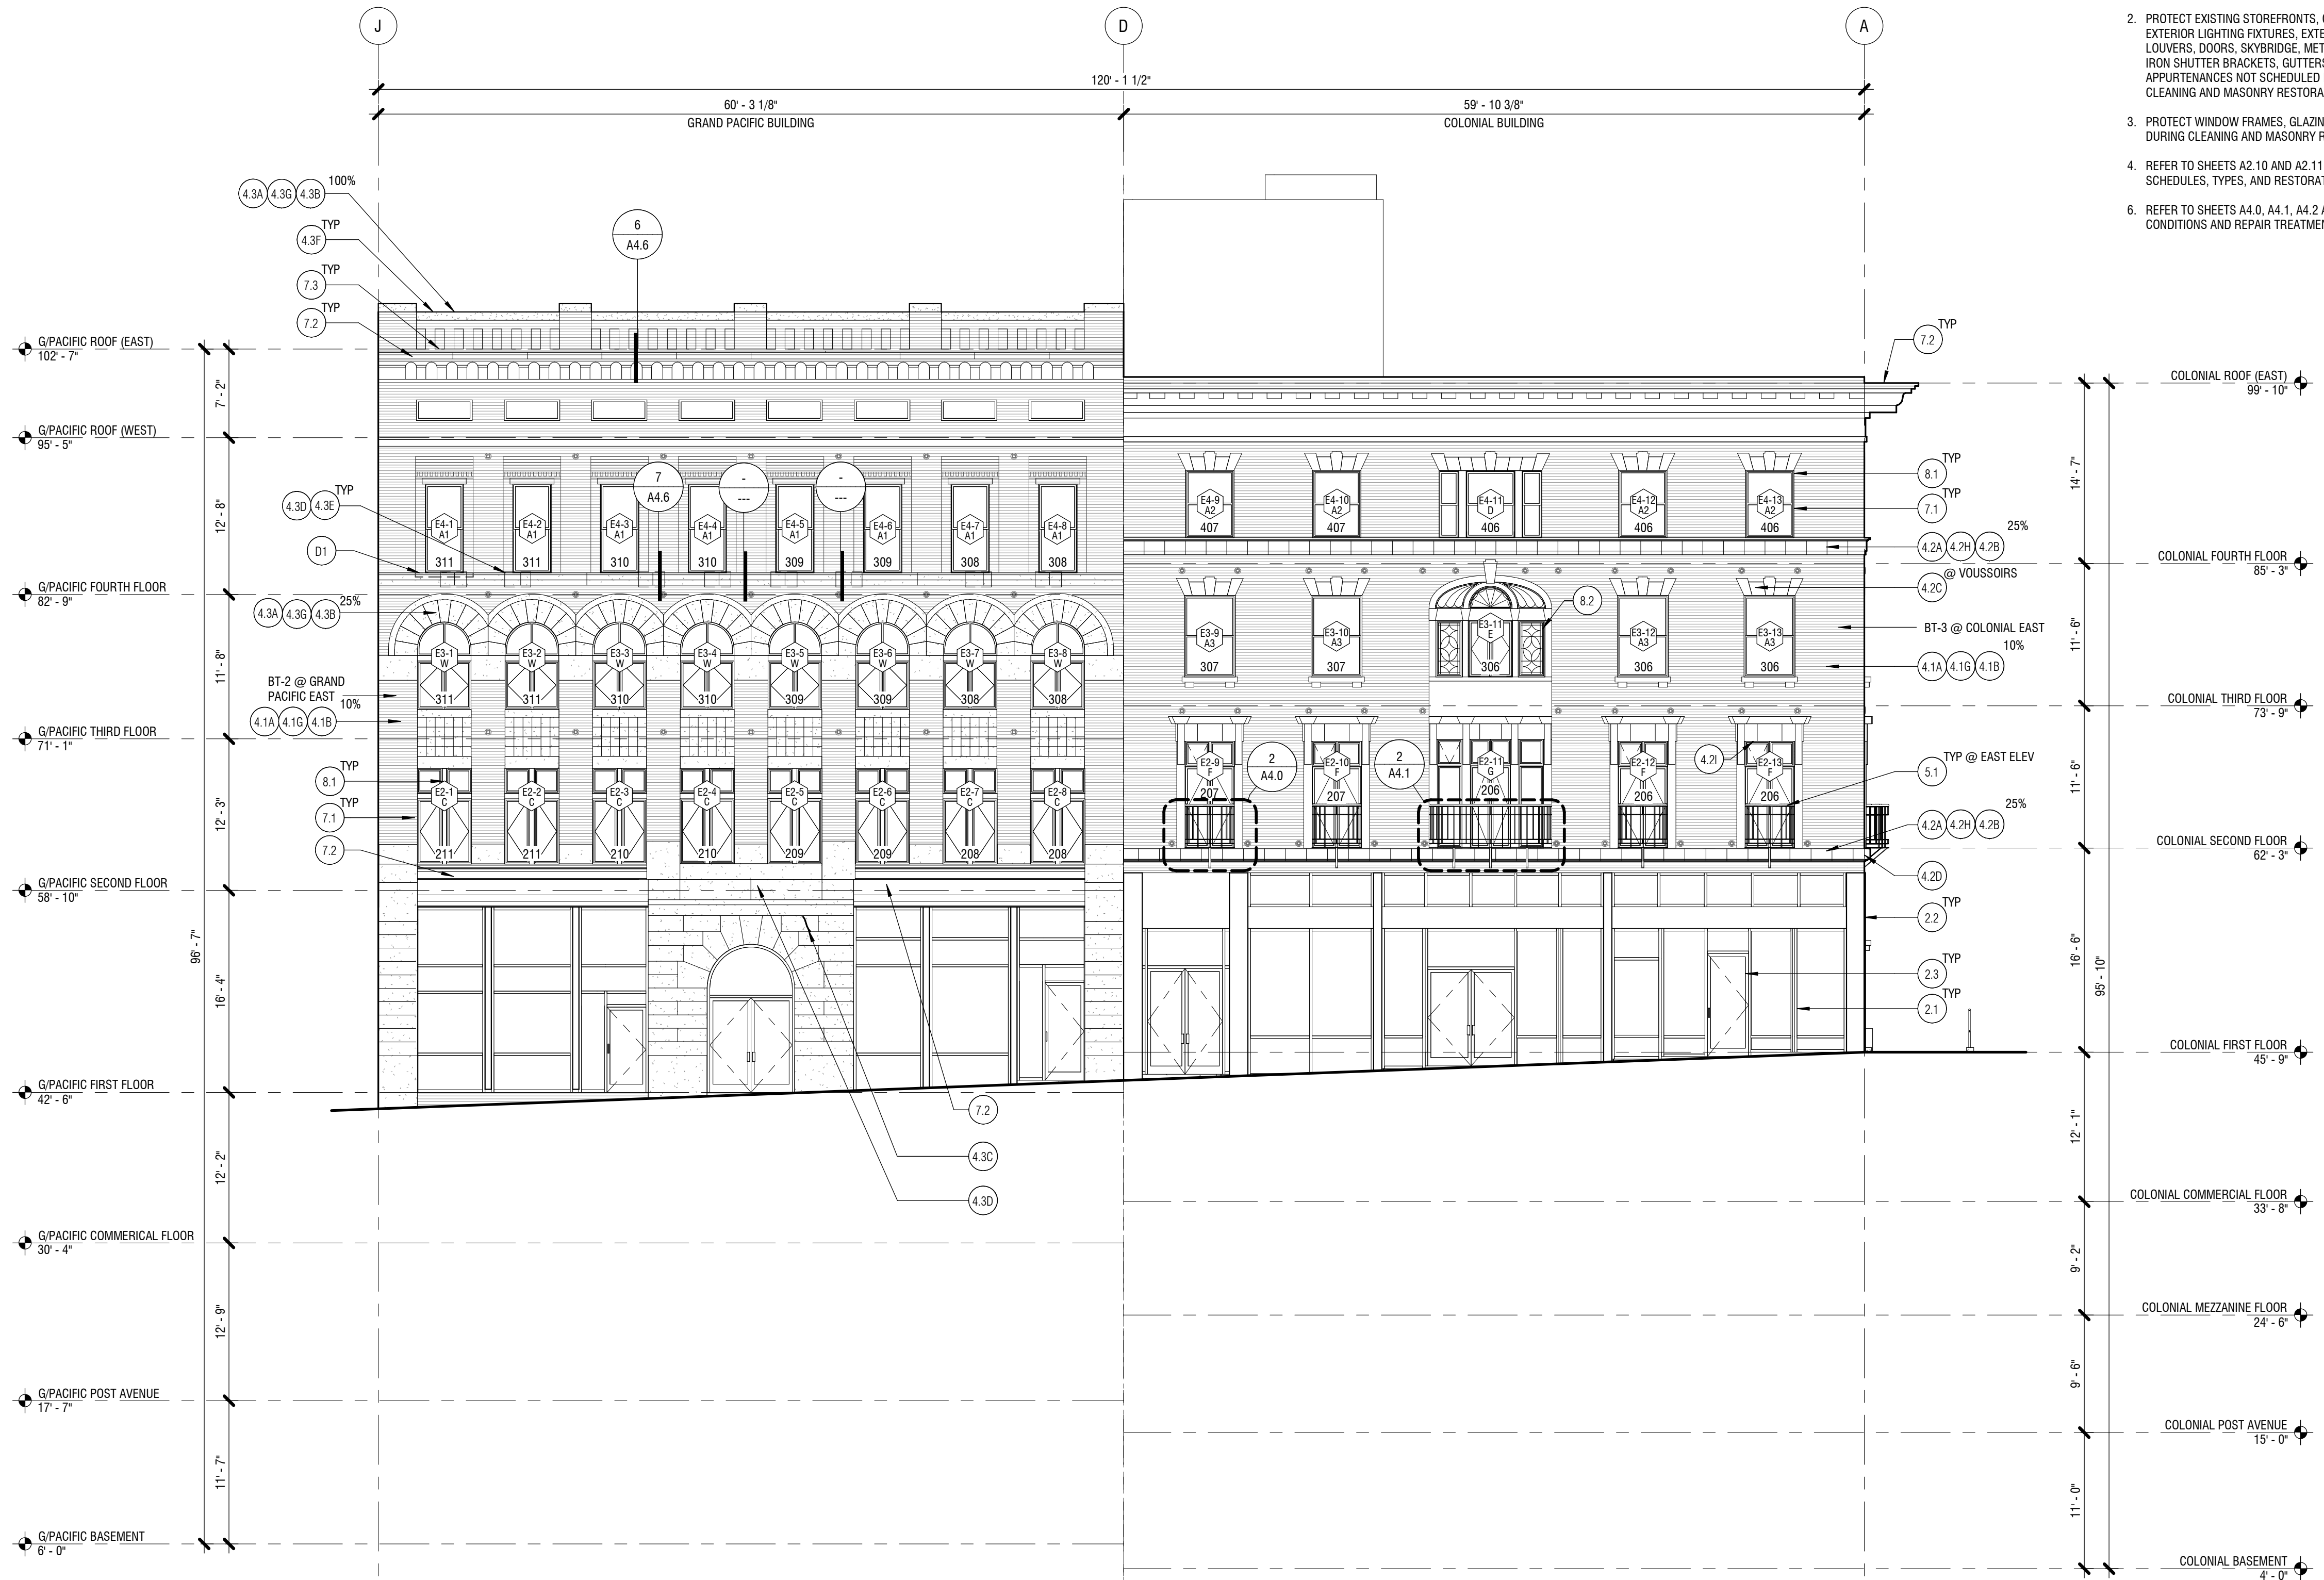 J
D
A
120' - 1 1/2"
60' - 3 1/8"
GRAND PACIFIC BUILDING
59' - 10 3/8"
COLONIAL BUILDING
2. PROTECT EXISTING STOREFRONTS,
EXTERIOR LIGHTING FIXTURES,
LOUVERS, DOORS, SKYBRIDGE,
IRON SHUTTER BRACKETS,
APPURTENANCES NOT SCHEDULED
CLEANING AND MASONRY
3. PROTECT WINDOW FRAMES,
DURING CLEANING AND MASONRY
4. REFER TO SHEETS A2.10 AND A2.11
SCHEDULES, TYPES, AND
6. REFER TO SHEETS A4.0, A4.1, A4.2
CONDITIONS AND REPAIR
4.3A 4.3G 4.3B 100%
4.3F TYP
7.3 TYP
7.2 TYP
6
A4.6
G/PACIFIC ROOF (EAST)
102' - 7"
7' - 2"
G/PACIFIC ROOF (WEST)
95' - 5"
12' - 8"
4.3D 4.3E TYP
D1
G/PACIFIC FOURTH FLOOR
82' - 9"
4.3A 4.3G 4.3B 25%
11' - 8"
BT-2 @ GRAND
PACIFIC EAST
4.1A 4.1G 4.1B 10%
G/PACIFIC THIRD FLOOR
71' - 1"
8.1 TYP
7.1 TYP
7.2
12' - 3"
G/PACIFIC SECOND FLOOR
58' - 10"
96' - 7"
16' - 4"
G/PACIFIC FIRST FLOOR
42' - 6"
12' - 2"
G/PACIFIC COMMERICAL FLOOR
30' - 4"
12' - 9"
G/PACIFIC POST AVENUE
17' - 7"
11' - 7"
G/PACIFIC BASEMENT
6' - 0"
7
A4.6
-
---
-
---
E4-1 A1 311
E4-2 A1 311
E4-3 A1 310
E4-4 A1 310
E4-5 A1 309
E4-6 A1 309
E4-7 A1 308
E4-8 A1 308
E3-1 W 311
E3-2 W 311
E3-3 W 310
E3-4 W 310
E3-5 W 309
E3-6 W 309
E3-7 W 308
E3-8 W 308
E2-1 C 211
E2-2 C 211
E2-3 C 210
E2-4 C 210
E2-5 C 209
E2-6 C 209
E2-7 C 208
E2-8 C 208
7.2
4.3C
4.3D
E4-9 A2 407
E4-10 A2 407
E4-11 D 406
E4-12 A2 406
E4-13 A2 406
E3-9 A3 307
E3-10 A3 307
E3-11 E 306
E3-12 A3 306
E3-13 A3 306
8.2
E2-9 F 207
E2-10 F 207
E2-11 G 206
E2-12 F 206
E2-13 F 206
2
A4.0
2
A4.1
4.2I
7.2 TYP
8.1 TYP
7.1 TYP
4.2A 4.2H 4.2B 25%
4.2C @ VOUSSOIRS
BT-3 @ COLONIAL EAST
4.1A 4.1G 4.1B 10%
5.1 TYP @ EAST ELEV
4.2A 4.2H 4.2B 25%
4.2D
2.2 TYP
2.3 TYP
2.1 TYP
COLONIAL ROOF (EAST)
99' - 10"
14' - 7"
COLONIAL FOURTH FLOOR
85' - 3"
11' - 6"
COLONIAL THIRD FLOOR
73' - 9"
11' - 6"
COLONIAL SECOND FLOOR
62' - 3"
16' - 6"
95' - 10"
COLONIAL FIRST FLOOR
45' - 9"
12' - 1"
COLONIAL COMMERCIAL FLOOR
33' - 8"
9' - 2"
COLONIAL MEZZANINE FLOOR
24' - 6"
9' - 6"
COLONIAL POST AVENUE
15' - 0"
11' - 0"
COLONIAL BASEMENT
4' - 0"